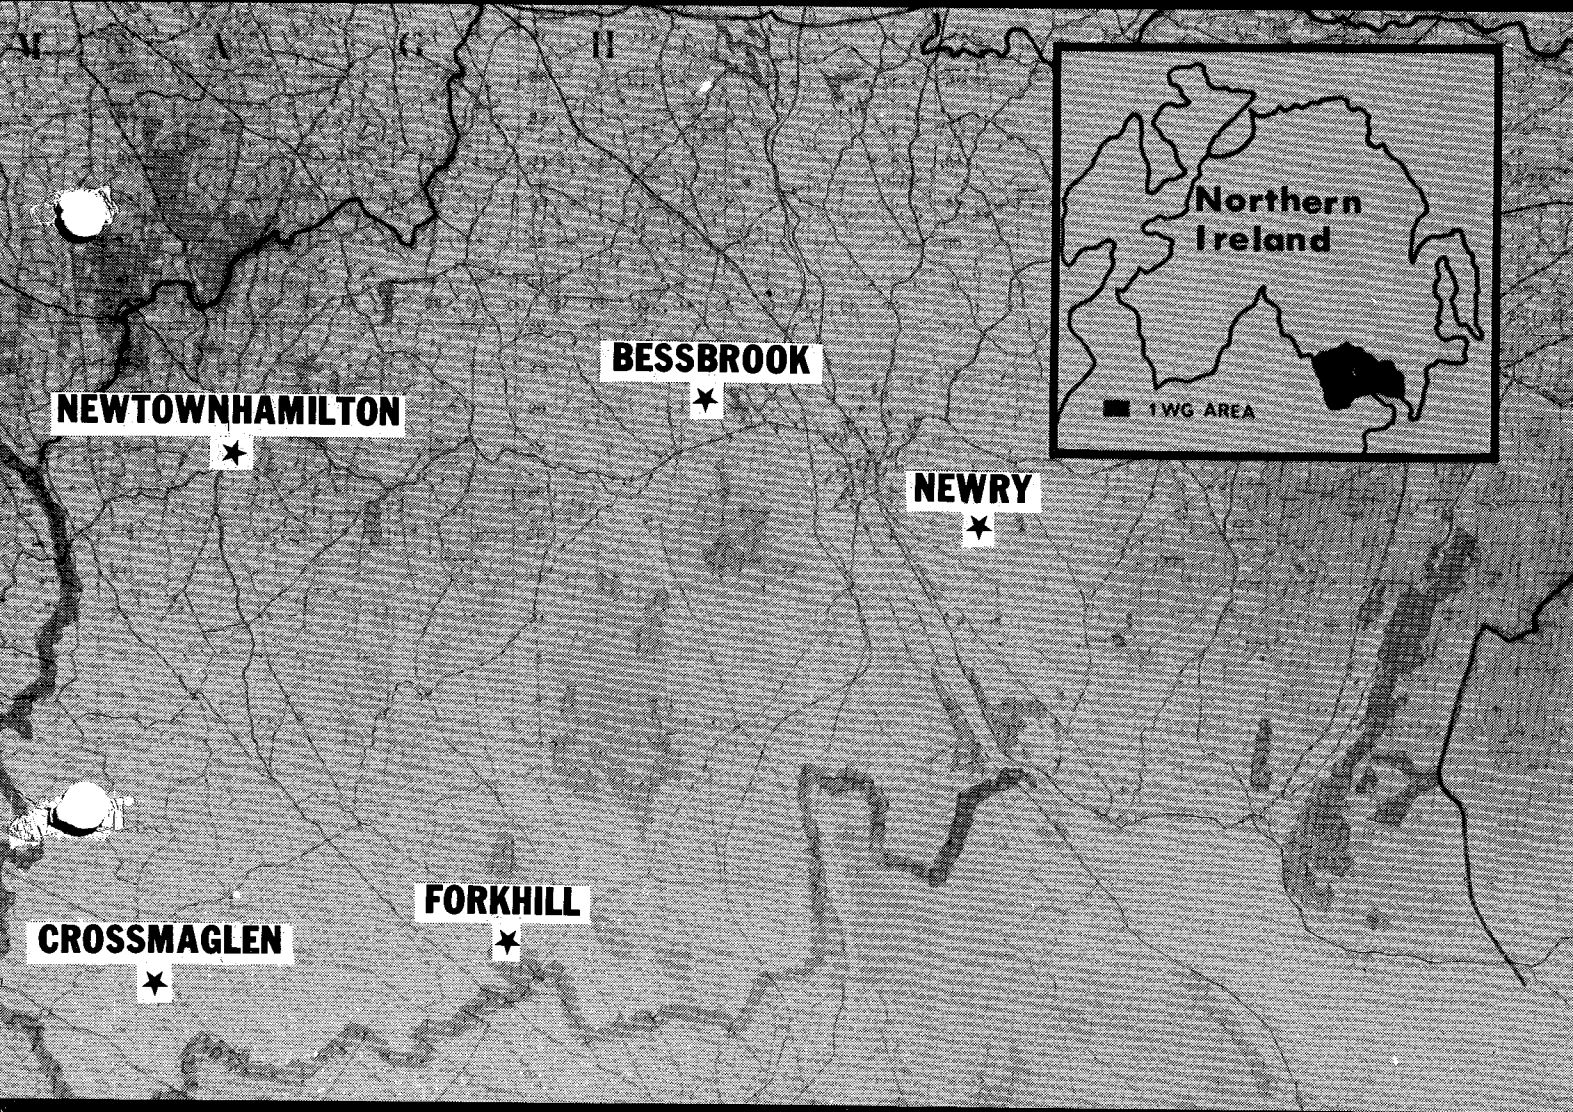 M A G H
Northern
Ireland
1 WG AREA
BESSBROOK
NEWTOWNHAMILTON
NEWRY
FORKHILL
CROSSMAGLEN